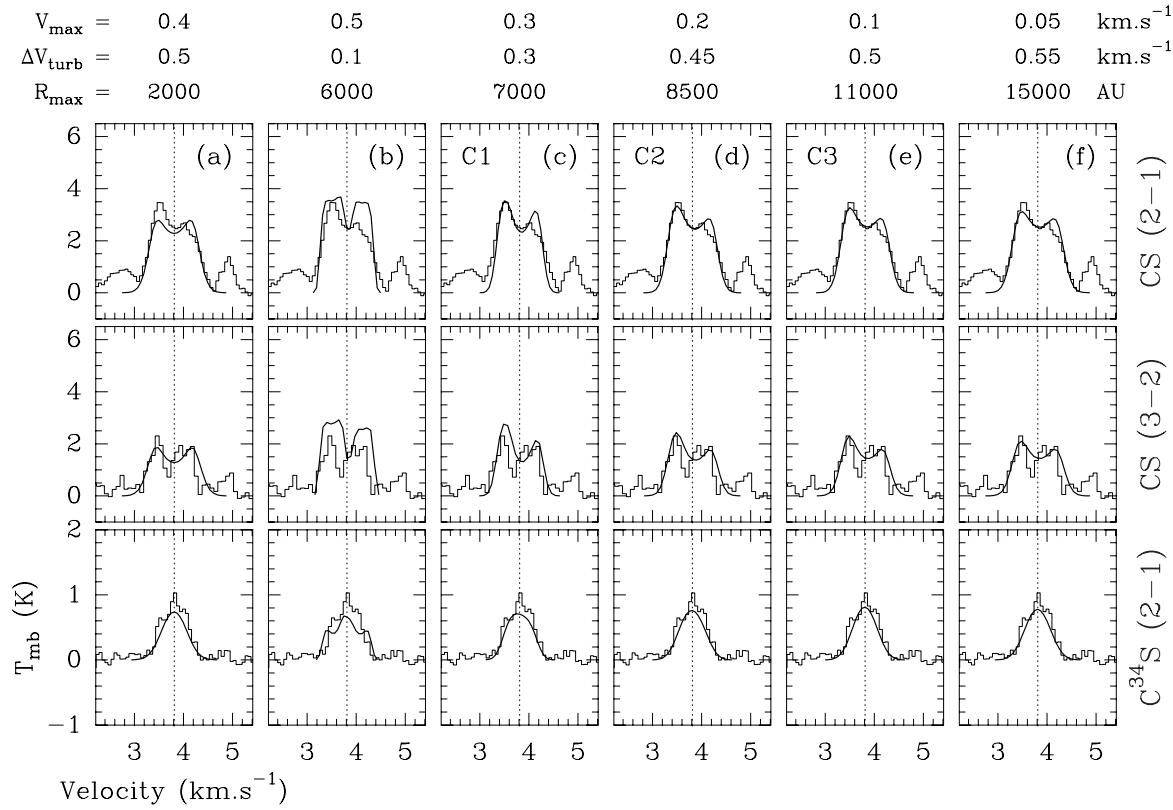 V_max = 0.4 0.5 0.3 0.2 0.1 0.05 km.s⁻¹
ΔV_turb = 0.5 0.1 0.3 0.45 0.5 0.55 km.s⁻¹
R_max = 2000 6000 7000 8500 11000 15000 AU
6 (a) (b) C1 (c) C2 (d) C3 (e) (f)
4
2
0
CS (2−1)
6
4
2
0
CS (3−2)
2
1
0
−1
C³⁴S (2−1)
T_mb (K)
3 4 5 3 4 5 3 4 5 3 4 5 3 4 5 3 4 5
Velocity (km.s⁻¹)